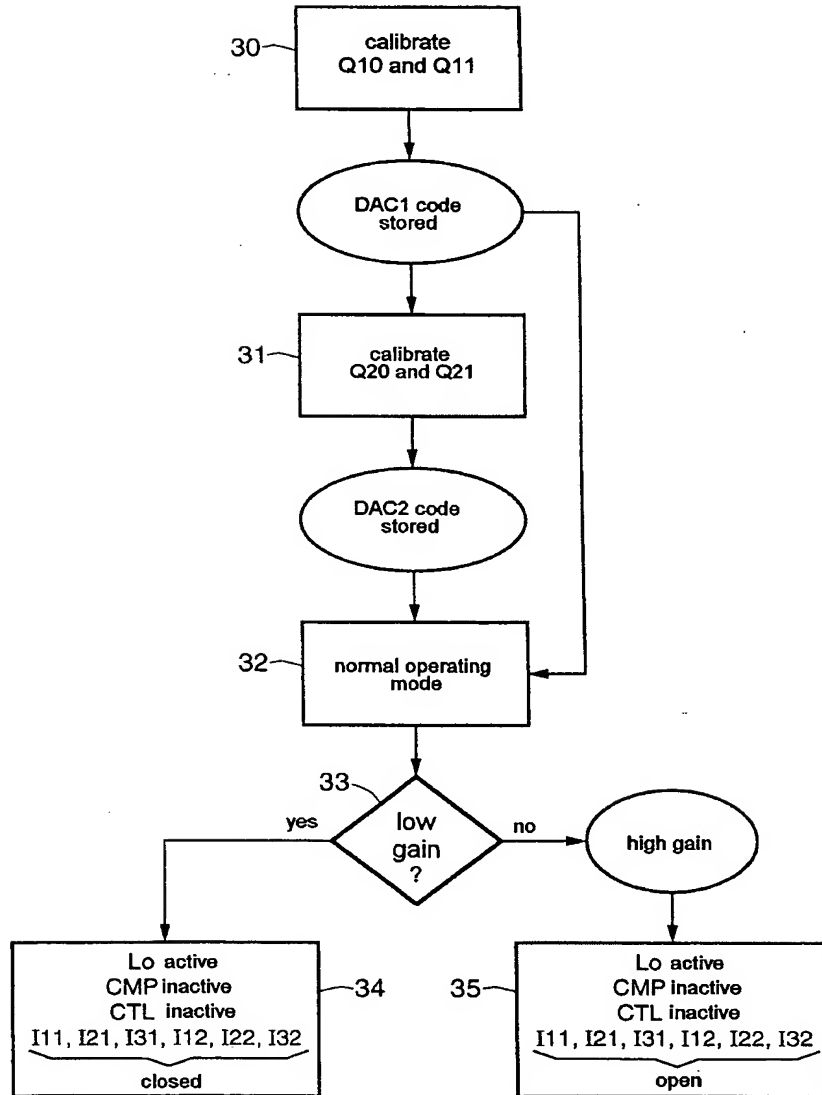 30
calibrate
Q10 and Q11
DAC1 code
stored
31
calibrate
Q20 and Q21
DAC2 code
stored
32
normal operating
mode
33
yes
low
gain
?
no
high gain
Lo active
CMP inactive
CTL inactive
I11, I21, I31, I12, I22, I32
closed
34
35
Lo active
CMP inactive
CTL inactive
I11, I21, I31, I12, I22, I32
open